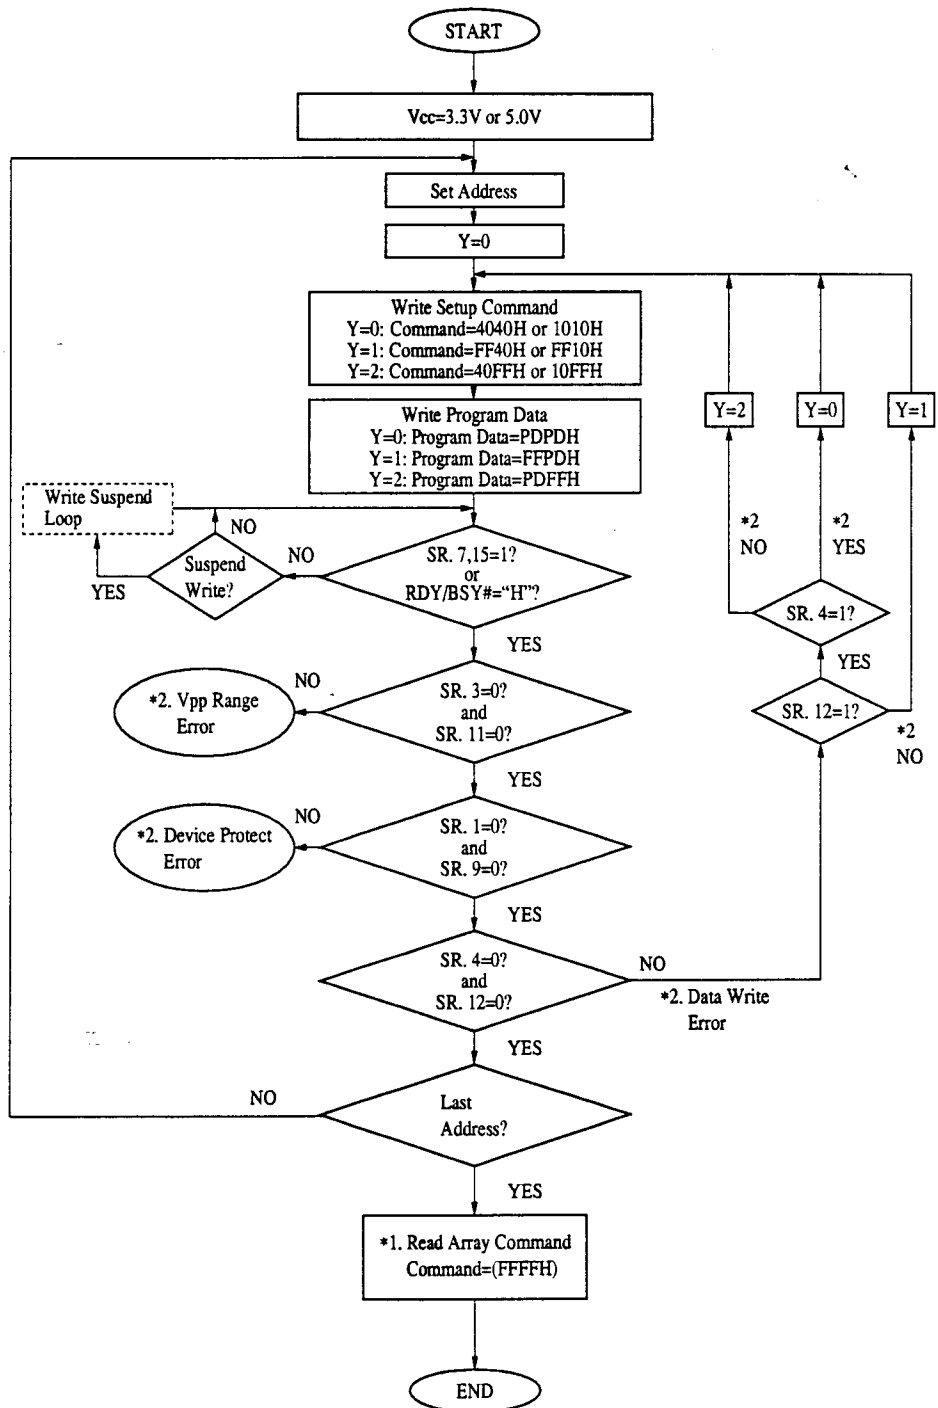 START
Vcc=3.3V or 5.0V
Set Address
Y=0
Write Setup Command
Y=0: Command=4040H or 1010H
Y=1: Command=FF40H or FF10H
Y=2: Command=40FFH or 10FFH
Y=2
Y=0
Y=1
Write Program Data
Y=0: Program Data=PDPDH
Y=1: Program Data=FFPDH
Y=2: Program Data=PDFFH
Write Suspend
Loop
NO
YES
Suspend
Write?
NO
SR. 7,15=1?
or
RDY/BSY#="H"?
YES
*2
NO
*2
YES
SR. 4=1?
YES
SR. 12=1?
*2
NO
*2. Vpp Range
Error
NO
SR. 3=0?
and
SR. 11=0?
YES
*2. Device Protect
Error
NO
SR. 1=0?
and
SR. 9=0?
YES
SR. 4=0?
and
SR. 12=0?
NO
*2. Data Write
Error
YES
NO
Last
Address?
YES
*1. Read Array Command
Command=(FFFFH)
END